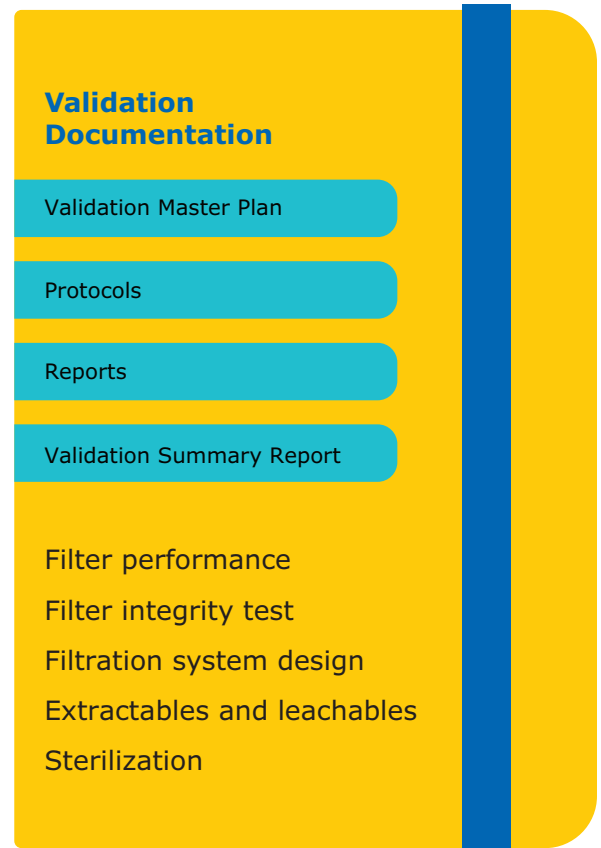 Validation
Documentation
Validation Master Plan
Protocols
Reports
Validation Summary Report
Filter performance
Filter integrity test
Filtration system design
Extractables and leachables
Sterilization